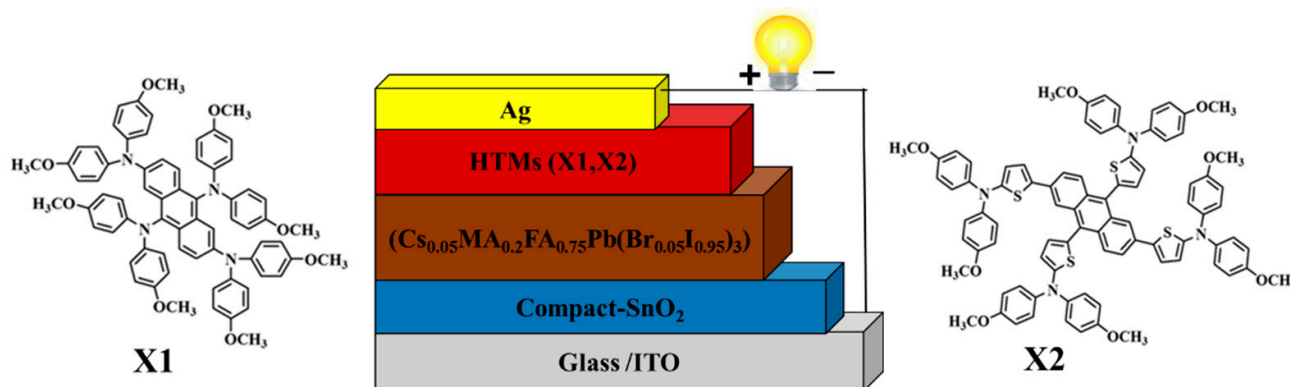 OCH₃
OCH₃
H₃CO
N
N
H₃CO
N
OCH₃
N
OCH₃
H₃CO
OCH₃
X1
+ −
Ag
HTMs (X1,X2)
(Cs₀.₀₅MA₀.₂FA₀.₇₅Pb(Br₀.₀₅I₀.₉₅)₃)
Compact-SnO₂
Glass /ITO
H₃CO
OCH₃
N
H₃CO
OCH₃
S
N
S
N
S
OCH₃
S
OCH₃
N
H₃CO
OCH₃
X2